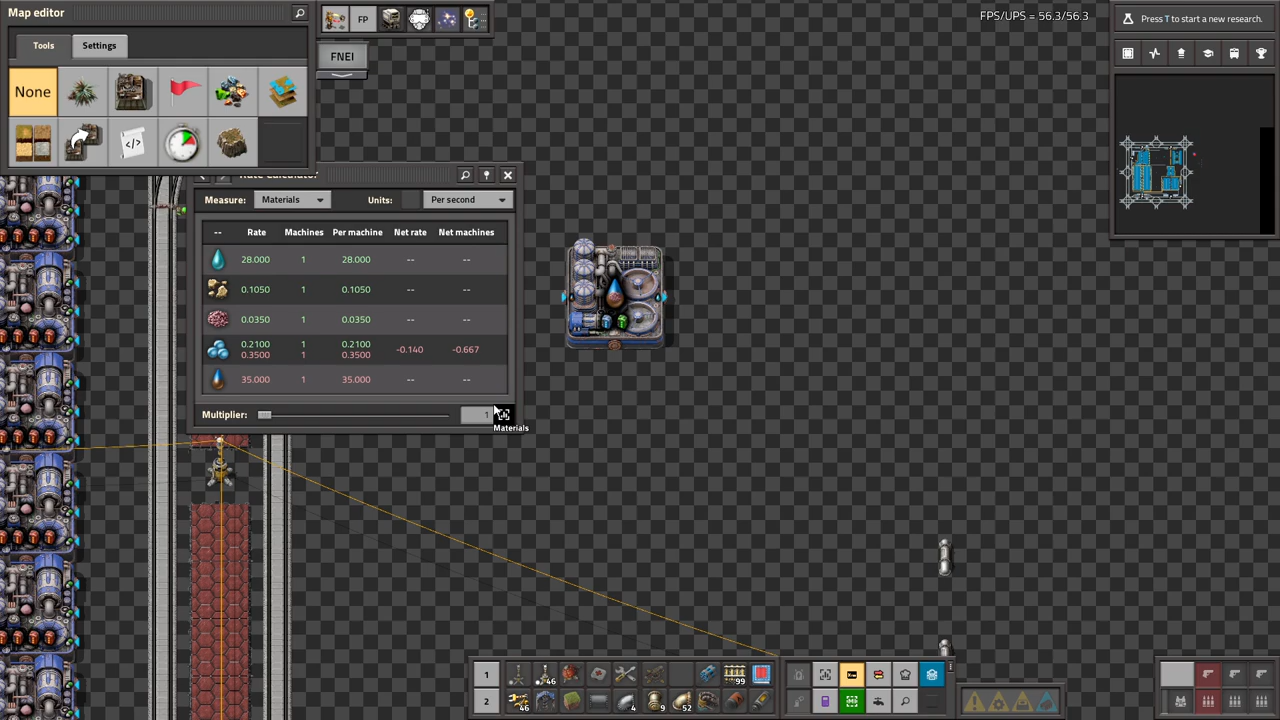 Map editor
Tools Settings
None
FP
FNEI
FPS/UPS = 56.3/56.3
Press T to start a new research.
Rate Calculator
Measure: Materials Units: Per second
-- Rate Machines Per machine Net rate Net machines
28.000 1 28.000 -- --
0.1050 1 0.1050 -- --
0.0350 1 0.0350 -- --
0.2100 1 0.2100
0.3500 1 0.3500 -0.140 -0.667
35.000 1 35.000 -- --
Multiplier: 1
Materials
1 46 99
2 46 4 9 52